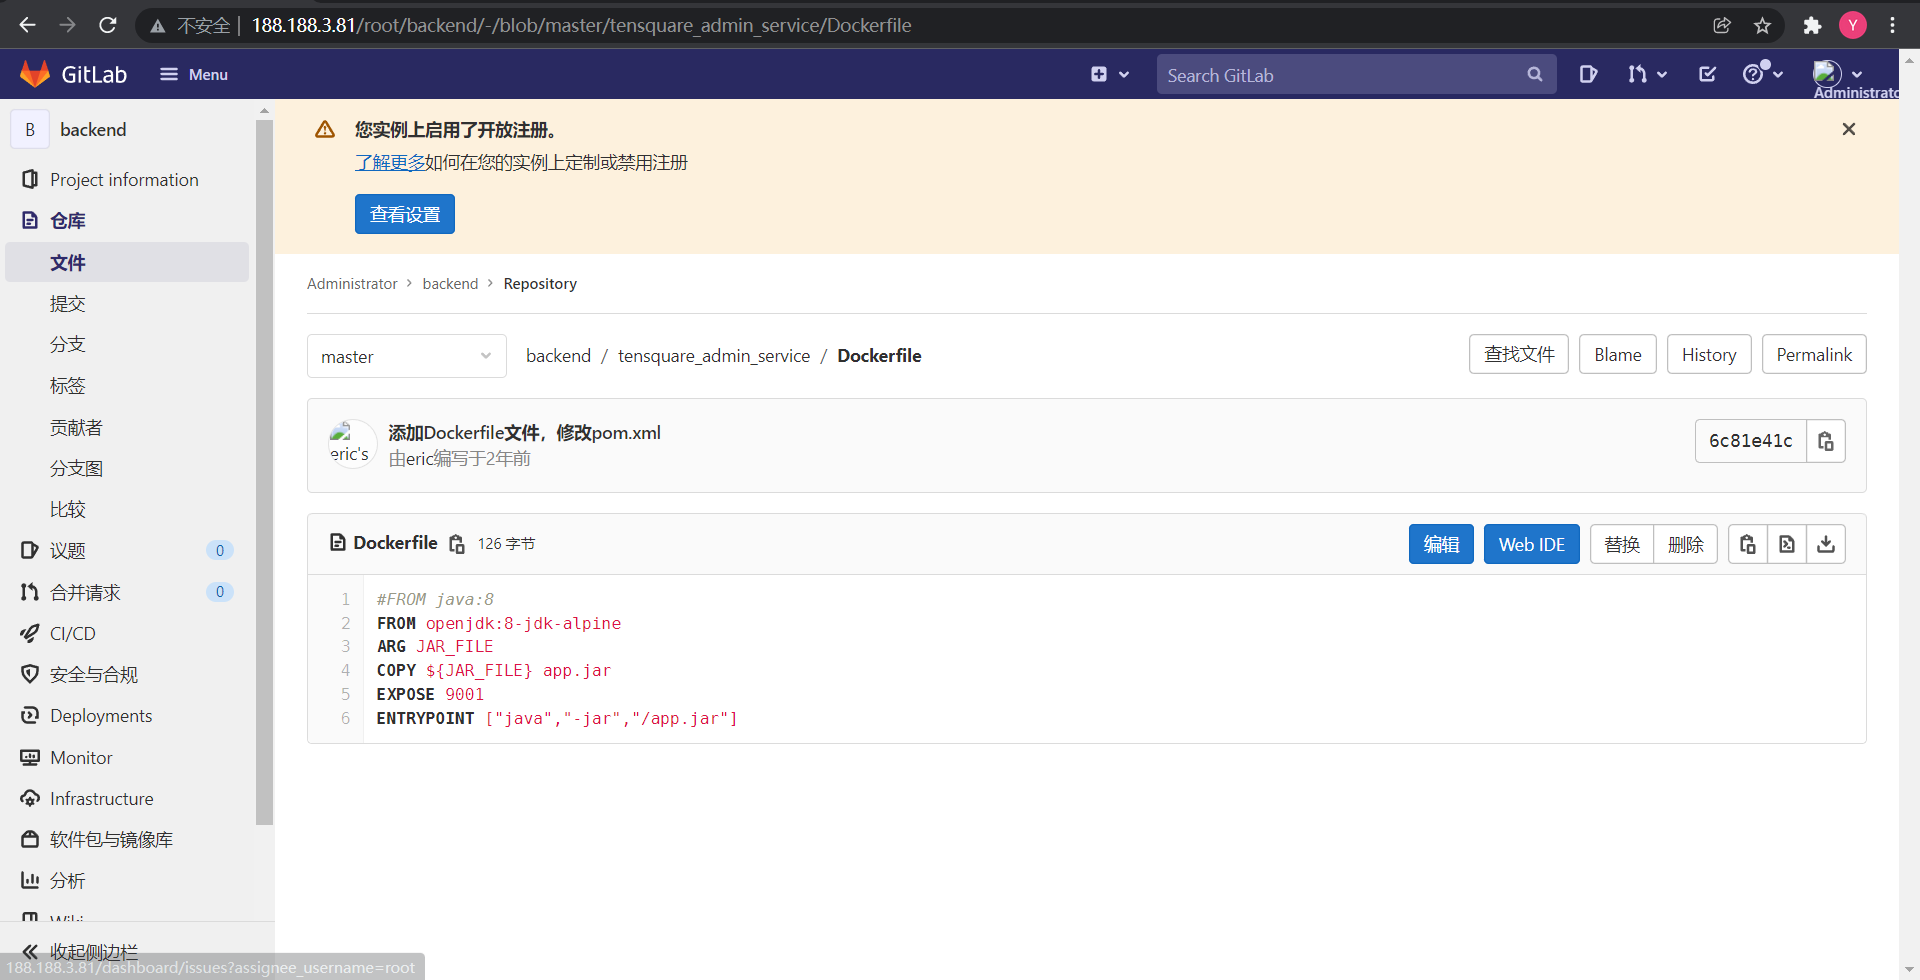 不安全 188.188.3.81/root/backend/-/blob/master/tensquare_admin_service/Dockerfile
Y
GitLab Menu Search GitLab
Administrato
B backend
Project information
仓库
文件
提交
分支
标签
贡献者
分支图
比较
议题 0
合并请求 0
CI/CD
安全与合规
Deployments
Monitor
Infrastructure
软件包与镜像库
分析
Wiki
收起侧边栏
188.188.3.81/dashboard/issues?assignee_username=root
您实例上启用了开放注册。
了解更多如何在您的实例上定制或禁用注册
查看设置
Administrator > backend > Repository
master backend / tensquare_admin_service / Dockerfile 查找文件 Blame History Permalink
eric's
添加Dockerfile文件，修改pom.xml
由eric编写于2年前
6c81e41c
Dockerfile 126 字节 编辑 Web IDE 替换 删除
1 #FROM java:8
2 FROM openjdk:8-jdk-alpine
3 ARG JAR_FILE
4 COPY ${JAR_FILE} app.jar
5 EXPOSE 9001
6 ENTRYPOINT ["java","-jar","/app.jar"]